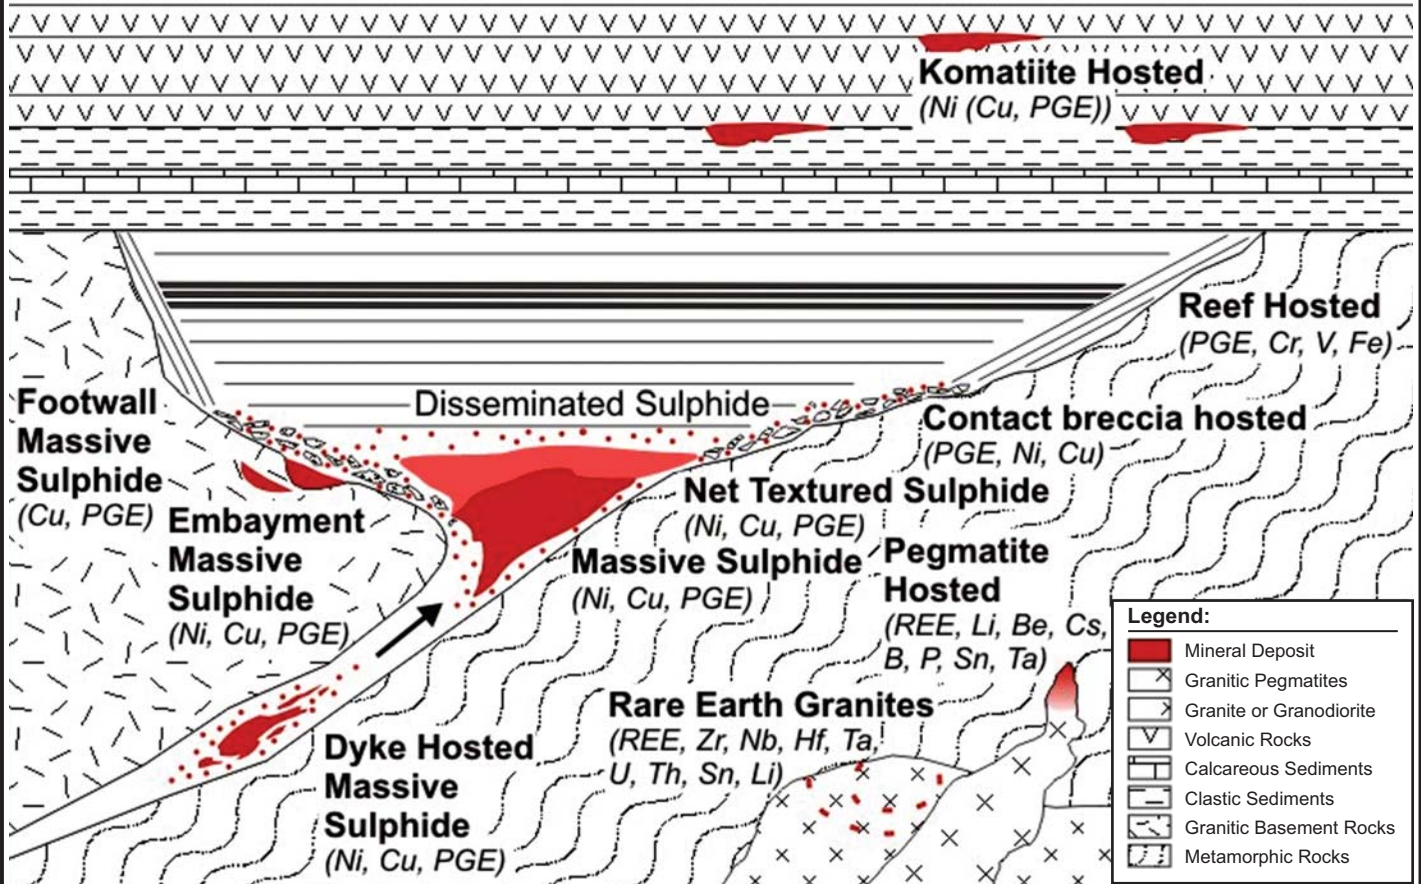 Komatiite Hosted
(Ni (Cu, PGE))
Reef Hosted
(PGE, Cr, V, Fe)
Footwall
Massive
Sulphide
(Cu, PGE)
Disseminated Sulphide
Contact breccia hosted
(PGE, Ni, Cu)
Embayment
Massive
Sulphide
(Ni, Cu, PGE)
Net Textured Sulphide
(Ni, Cu, PGE)
Massive Sulphide
(Ni, Cu, PGE)
Pegmatite
Hosted
(REE, Li, Be, Cs,
B, P, Sn, Ta)
Rare Earth Granites
(REE, Zr, Nb, Hf, Ta,
U, Th, Sn, Li)
Dyke Hosted
Massive
Sulphide
(Ni, Cu, PGE)
Legend:
Mineral Deposit
Granitic Pegmatites
Granite or Granodiorite
Volcanic Rocks
Calcareous Sediments
Clastic Sediments
Granitic Basement Rocks
Metamorphic Rocks